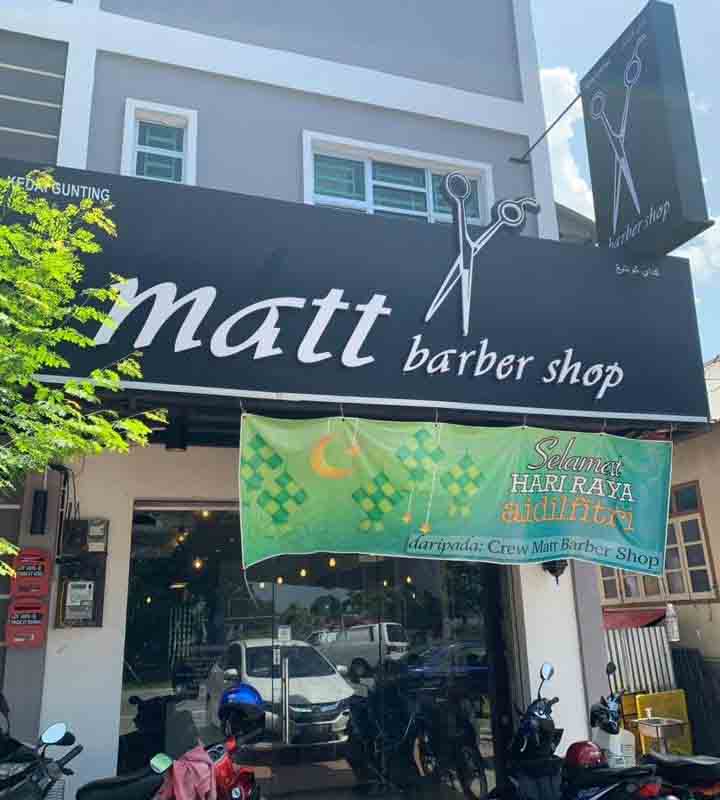 KEDAI GUNTING
matt
barber shop
barber shop
Selamat
HARI RAYA
aidilfitri
daripada: Crew Matt Barber Shop